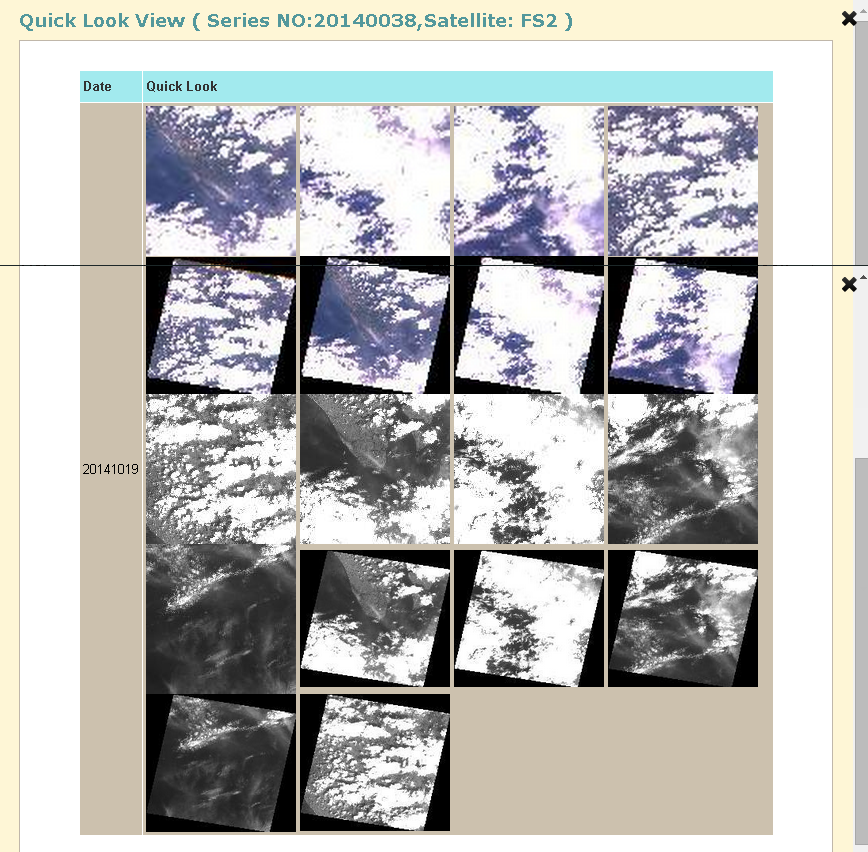 Quick Look View ( Series NO:20140038,Satellite: FS2 )
Date Quick Look
20141019